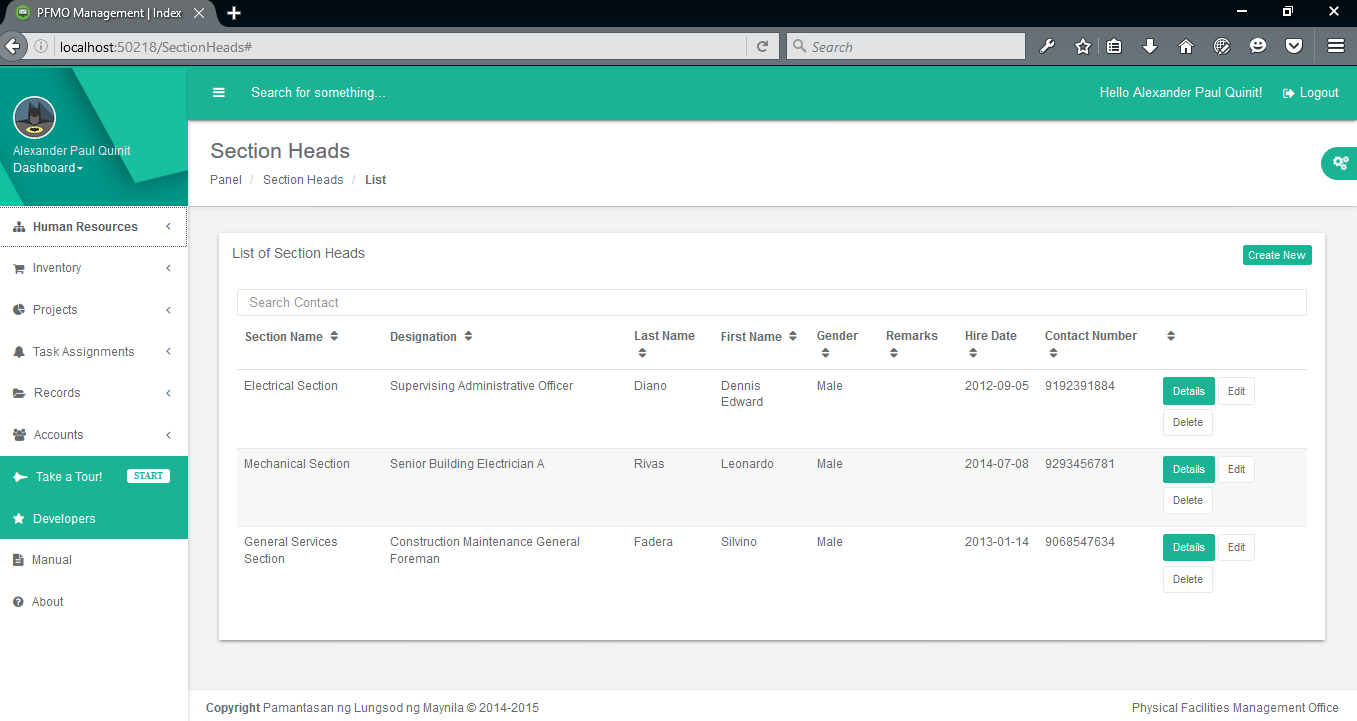 PFMO Management | Index
localhost:50218/SectionHeads#
Search
Search for something...
Hello Alexander Paul Quinit!
Logout
Alexander Paul Quinit
Dashboard
Section Heads
Panel / Section Heads / List
Human Resources
Inventory
Projects
Task Assignments
Records
Accounts
Take a Tour! START
Developers
Manual
About
List of Section Heads
Create New
Search Contact
Section Name Designation Last Name First Name Gender Remarks Hire Date Contact Number
Electrical Section Supervising Administrative Officer Diano Dennis Male 2012-09-05 9192391884 Details Edit
Edward
Delete
Mechanical Section Senior Building Electrician A Rivas Leonardo Male 2014-07-08 9293456781 Details Edit
Delete
General Services Construction Maintenance General Fadera Silvino Male 2013-01-14 9068547634 Details Edit
Section Foreman
Delete
Copyright Pamantasan ng Lungsod ng Maynila © 2014-2015
Physical Facilities Management Office